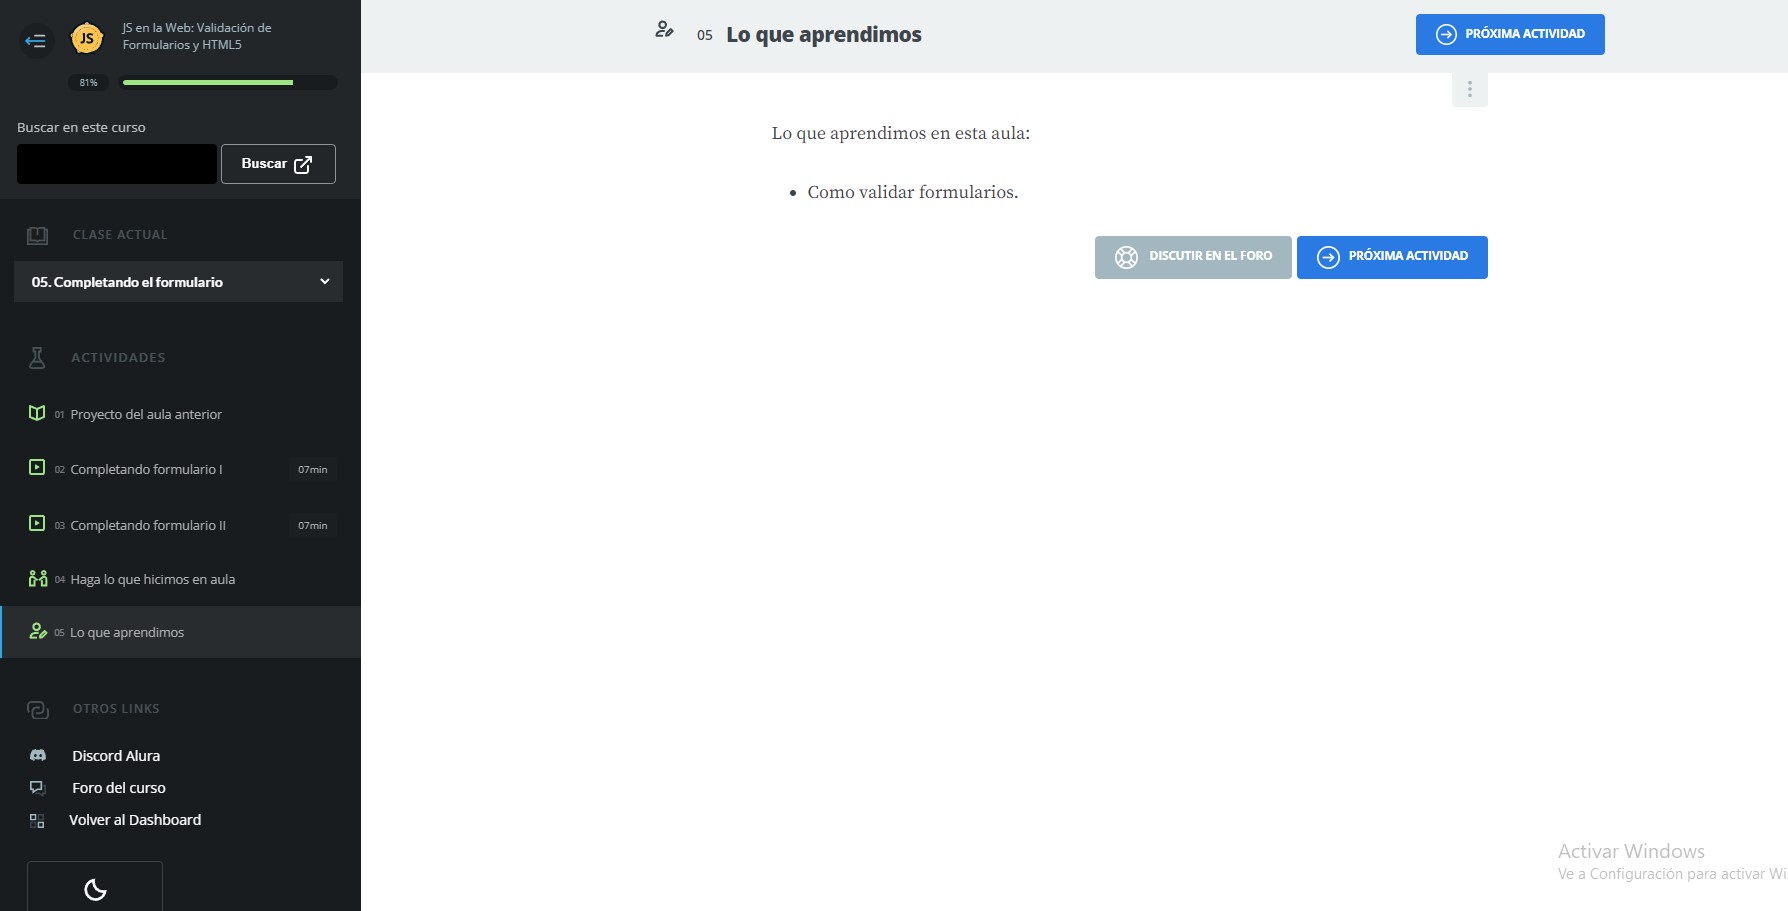 JS
JS en la Web: Validación de
Formularios y HTML5
81%
Buscar en este curso
Buscar
CLASE ACTUAL
05. Completando el formulario
ACTIVIDADES
01 Proyecto del aula anterior
02 Completando formulario I 07min
03 Completando formulario II 07min
04 Haga lo que hicimos en aula
05 Lo que aprendimos
OTROS LINKS
Discord Alura
Foro del curso
Volver al Dashboard
05 Lo que aprendimos
PRÓXIMA ACTIVIDAD
Lo que aprendimos en esta aula:
• Como validar formularios.
DISCUTIR EN EL FORO
PRÓXIMA ACTIVIDAD
Activar Windows
Ve a Configuración para activar Wi